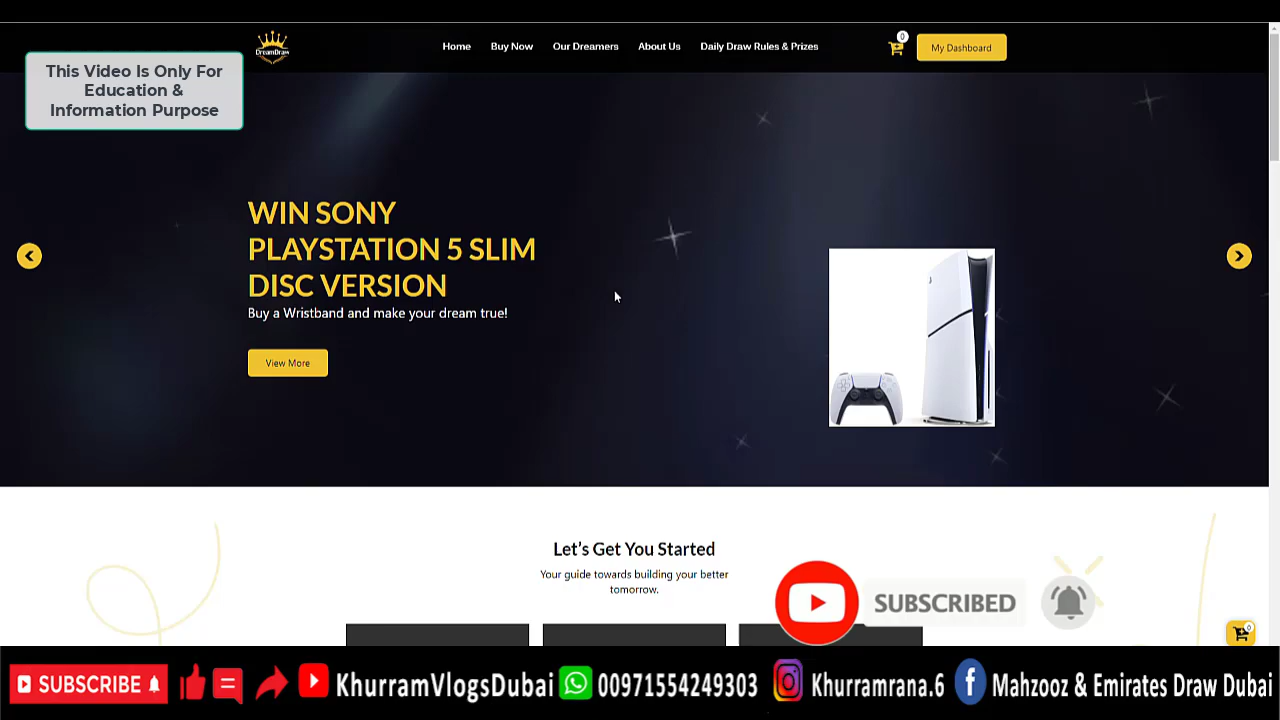 DreamDraw
Home
Buy Now
Our Dreamers
About Us
Daily Draw Rules & Prizes
0
My Dashboard
This Video Is Only For
Education &
Information Purpose
WIN SONY
PLAYSTATION 5 SLIM
DISC VERSION
Buy a Wristband and make your dream true!
View More
Let's Get You Started
Your guide towards building your better
tomorrow.
SUBSCRIBED
0
SUBSCRIBE
KhurramVlogsDubai
00971554249303
Khurramrana.6
Mahzooz & Emirates Draw Dubai